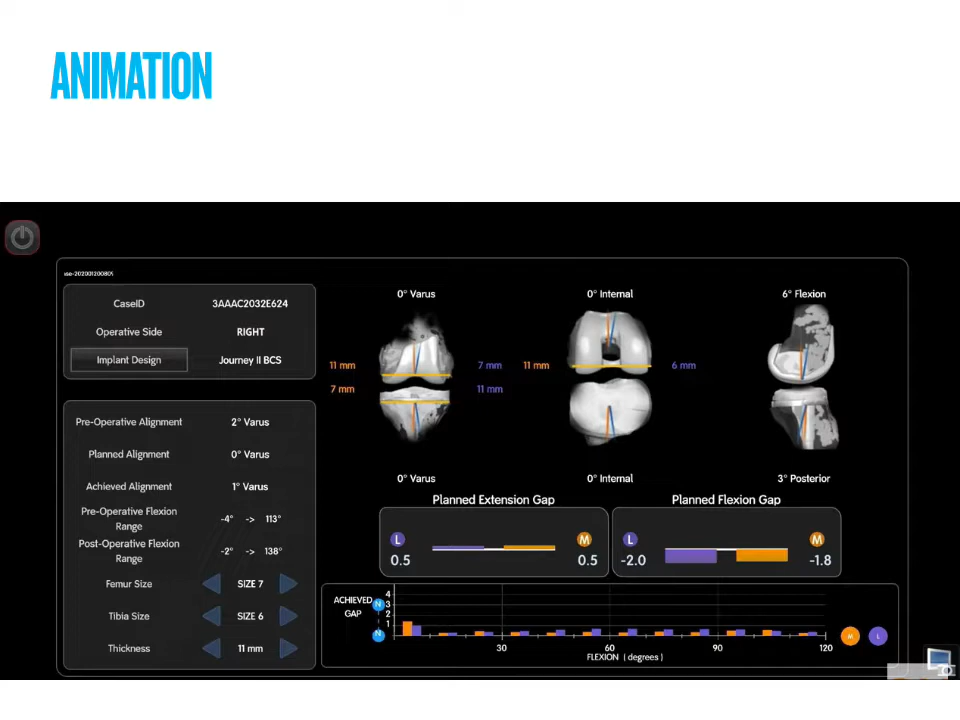 ANIMATION
CaseID 3AAAC2032E624
Operative Side RIGHT
Implant Design Journey II BCS
Pre-Operative Alignment 2° Varus
Planned Alignment 0° Varus
Achieved Alignment 1° Varus
Pre-Operative Flexion
Range -4° -> 113°
Post-Operative Flexion
Range -2° -> 138°
Femur Size SIZE 7
Tibia Size SIZE 6
Thickness 11 mm
0° Varus 0° Internal 6° Flexion
11 mm 7 mm 11 mm 6 mm
7 mm 11 mm
0° Varus 0° Internal 3° Posterior
Planned Extension Gap Planned Flexion Gap
L M L M
0.5 0.5 -2.0 -1.8
ACHIEVED
GAP
N
N
4
3
2
1
30 60 90 120
FLEXION ( degrees )
M L